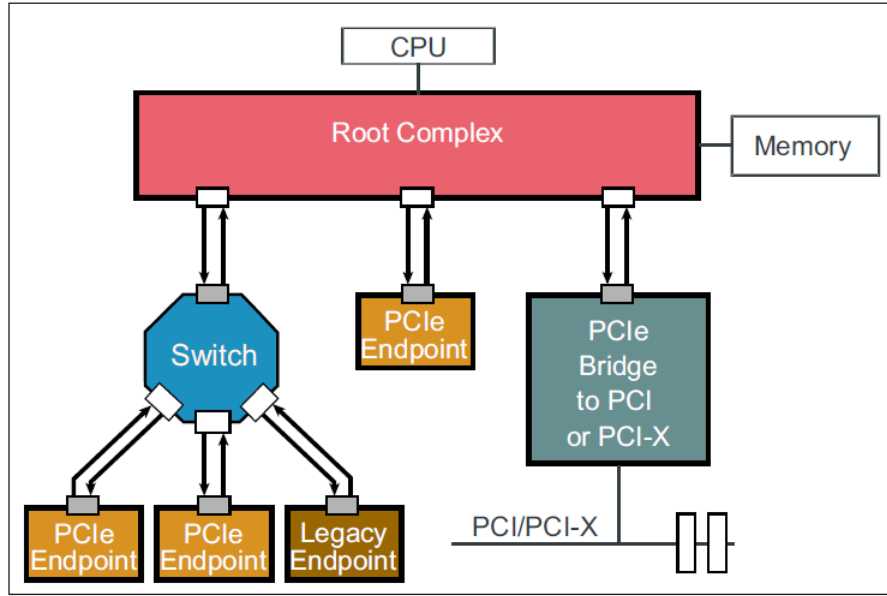 CPU
Root Complex
Memory
Switch
PCIe
Endpoint
PCIe
Bridge
to PCI
or PCI-X
PCIe
Endpoint
PCIe
Endpoint
Legacy
Endpoint
PCI/PCI-X